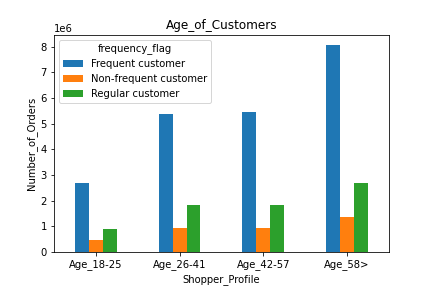 Age_of_Customers
1e6
frequency_flag
Frequent customer
Non-frequent customer
Regular customer
Number_of_Orders
8
7
6
5
4
3
2
1
0
Age_18-25 Age_26-41 Age_42-57 Age_58>
Shopper_Profile